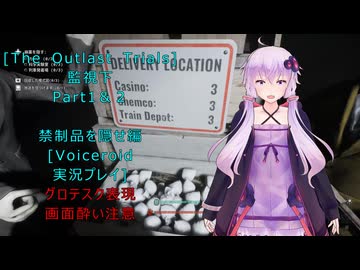 [The Outlast Trials]
監視下
Part1＆2
禁制品を隠せ編
[Voiceroid
実況プレイ]
グロテスク表現
画面酔い注意
DELIVERY LOCATION
Casino: 3
Chemco: 3
Train Depot: 3